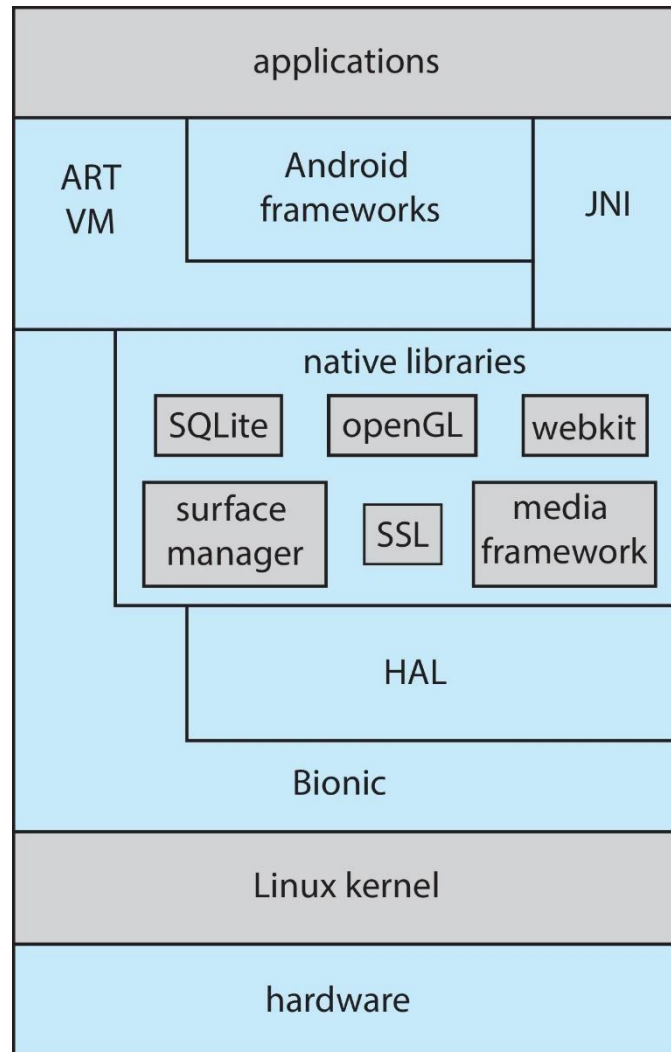 applications
ART
VM
Android
frameworks
JNI
native libraries
SQLite
openGL
webkit
surface
manager
SSL
media
framework
HAL
Bionic
Linux kernel
hardware